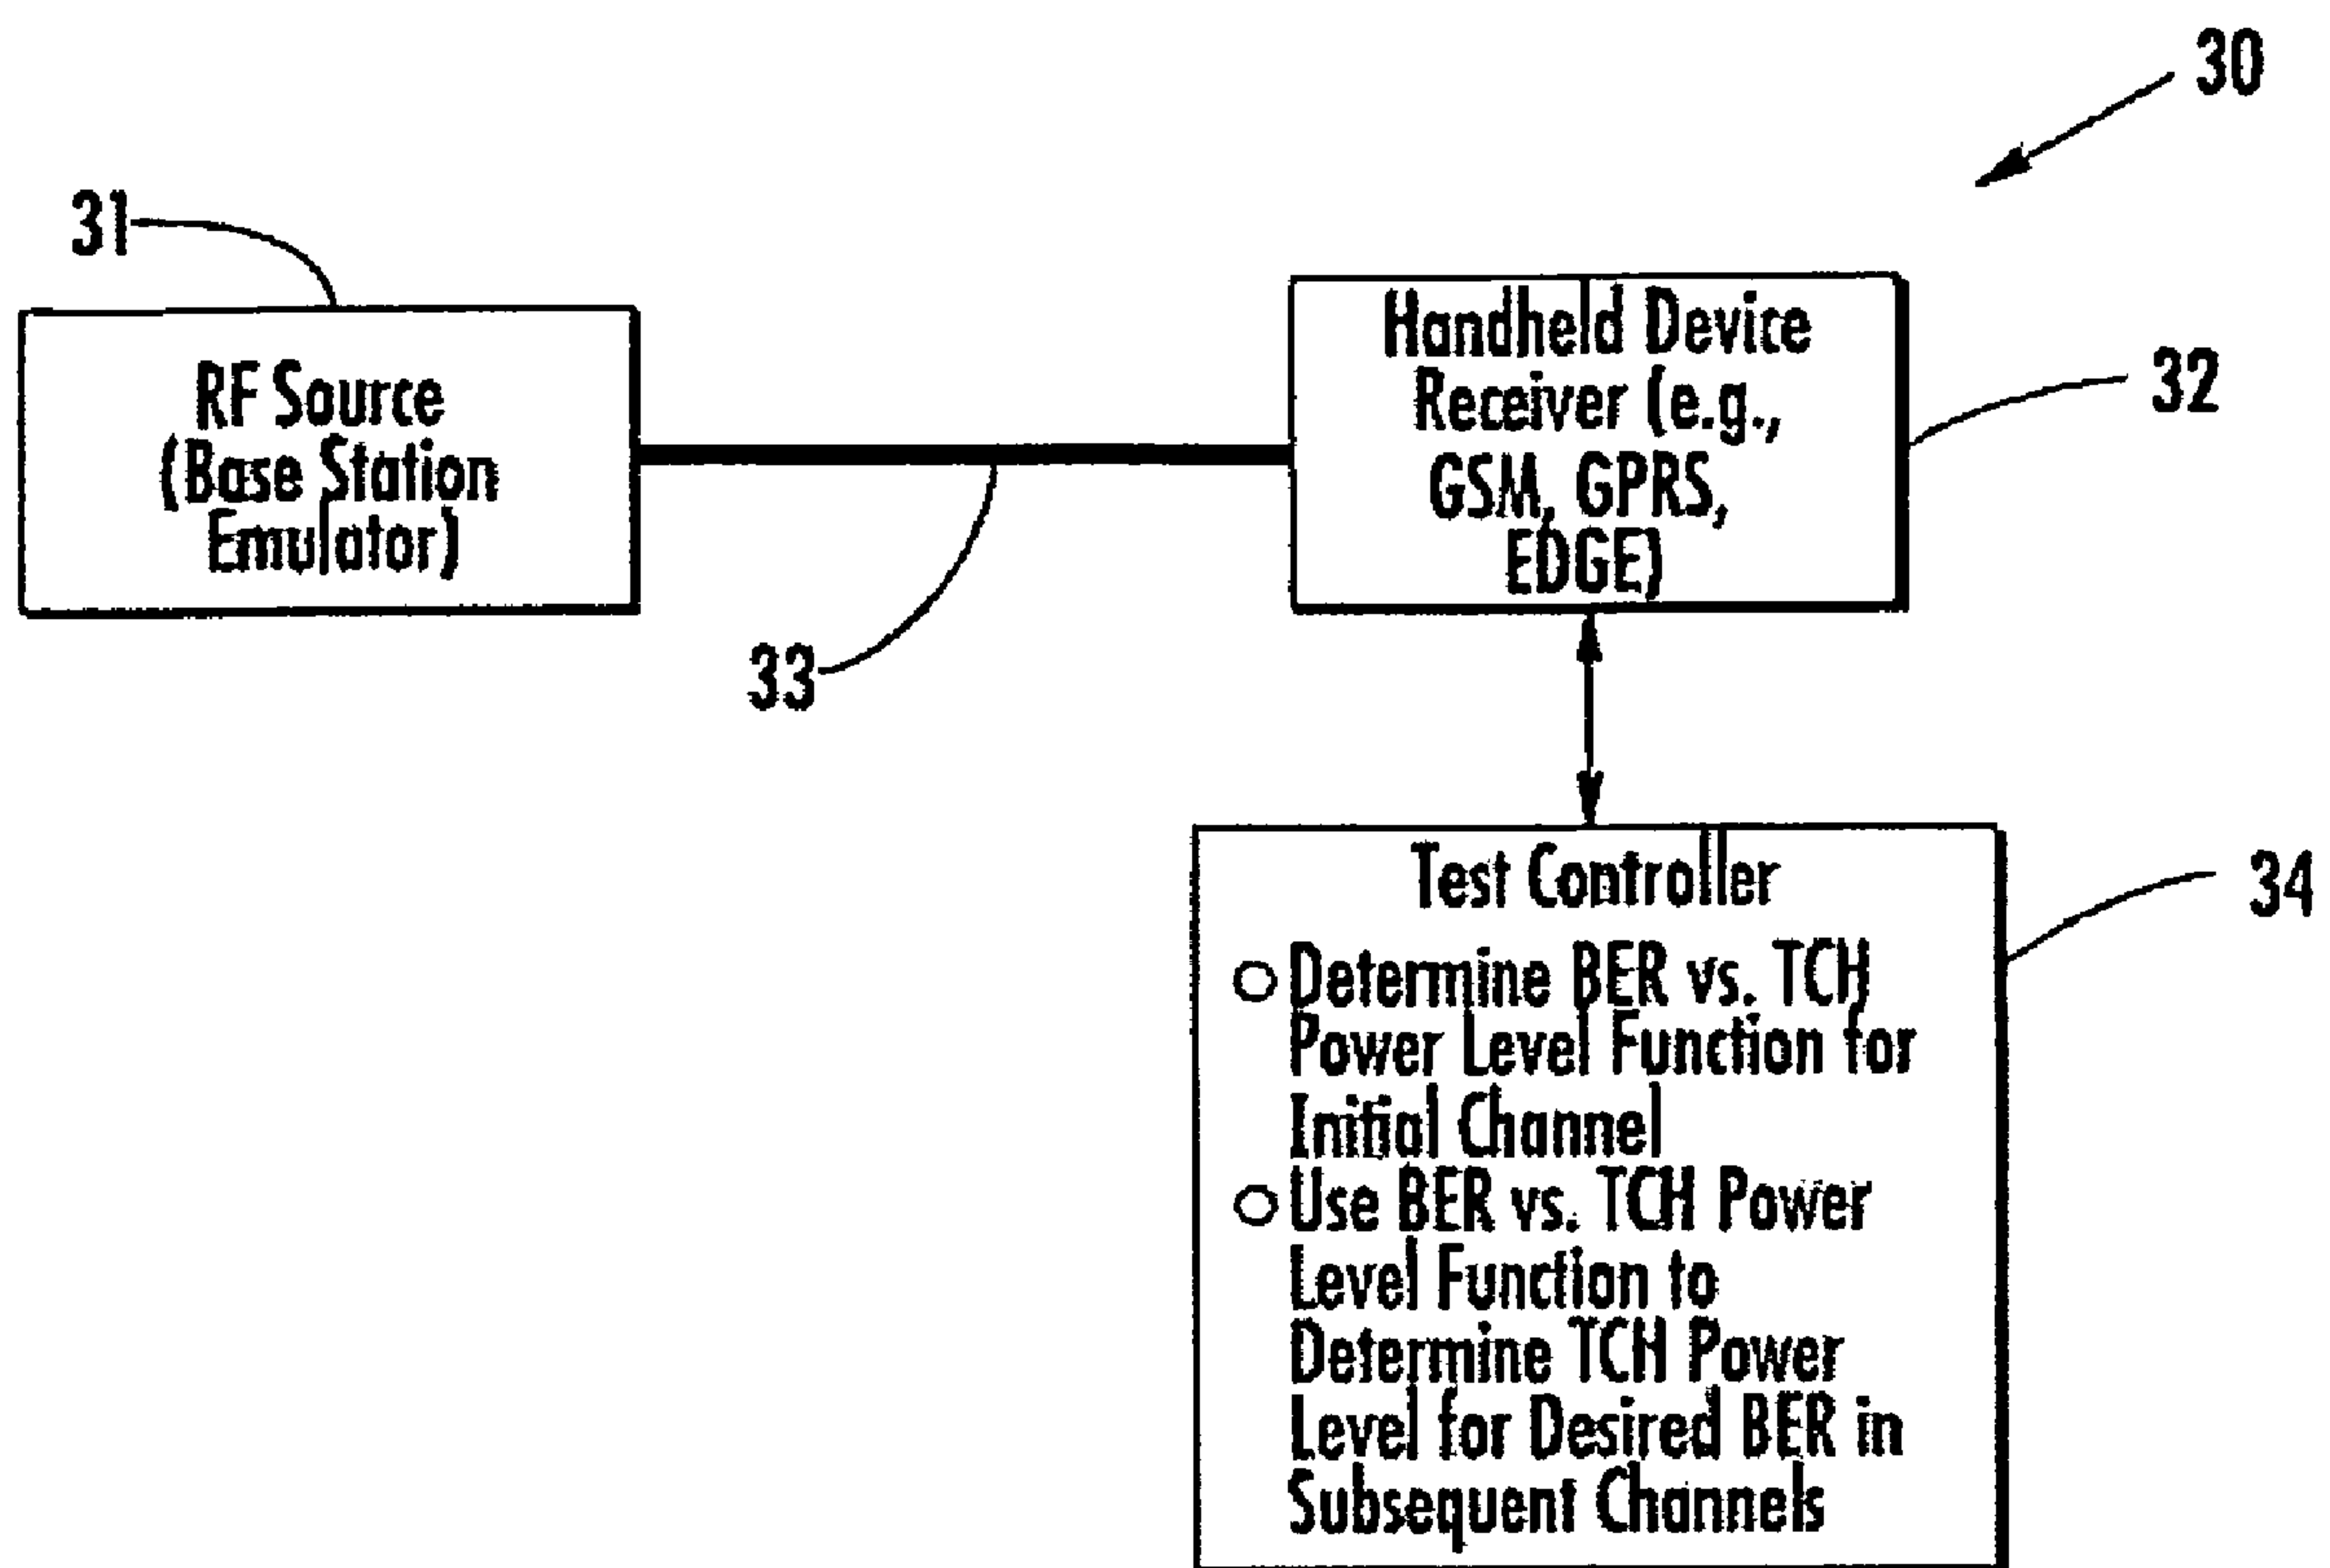 30
31
RF Source
(Base Station
Emulator)
33
Handheld Device
Receiver (e.g.,
GSM, GPRS,
EDGE)
32
Test Controller
34
○ Determine BER vs. TCH
Power Level Function for
Initial Channel
○ Use BER vs. TCH Power
Level Function to
Determine TCH Power
Level for Desired BER in
Subsequent Channels